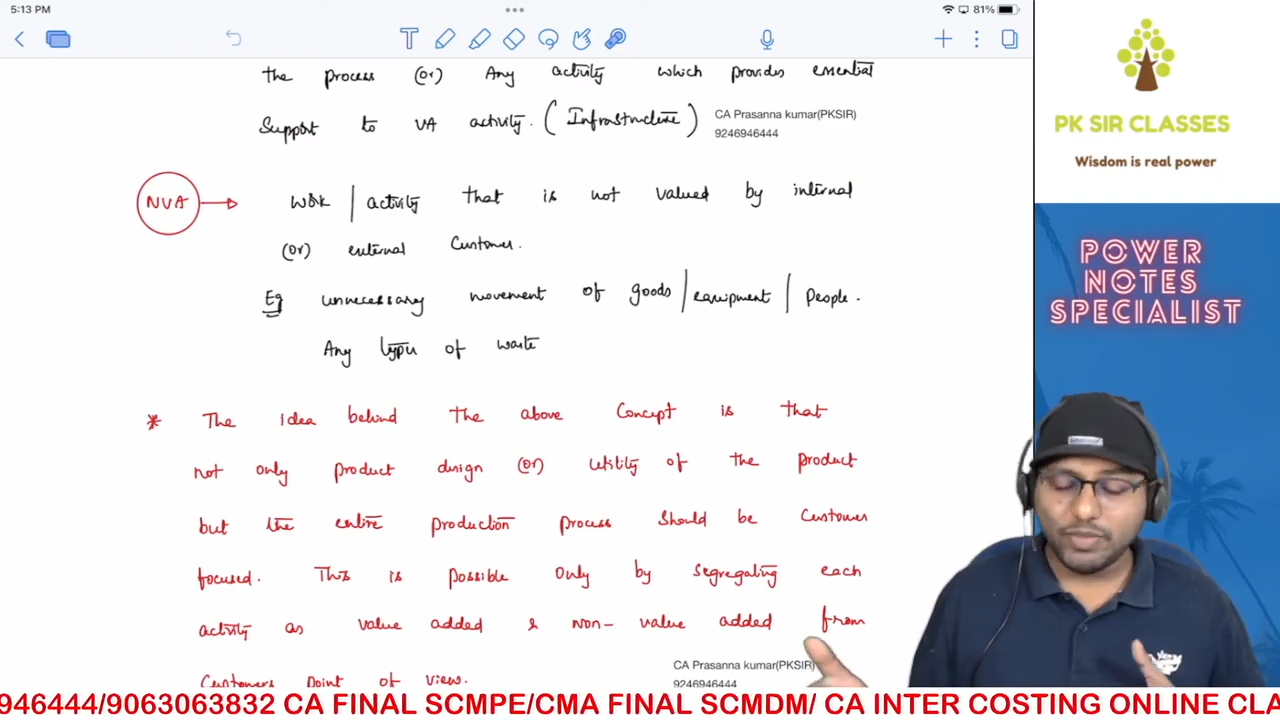 5:13 PM
81%
the process (or) Any activity which provides essential
Support to VA activity. (Infrastructure)
CA Prasanna kumar(PKSIR)
9246946444
NVA → Work | activity that is not valued by internal
(or) external Customer.
Eg unnecessary movement of goods | equipment | People.
Any type of waste
* The idea behind the above Concept is that
not only product design (or) utility of the product
but the entire production process should be Customer
focused. This is possible only by segregating each
activity as value added & non-value added from
Customers point of view.
CA Prasanna kumar(PKSIR)
9246946444
PK SIR CLASSES
Wisdom is real power
POWER
NOTES
SPECIALIST
946444/9063063832 CA FINAL SCMPE/CMA FINAL SCMDM/ CA INTER COSTING ONLINE CLA